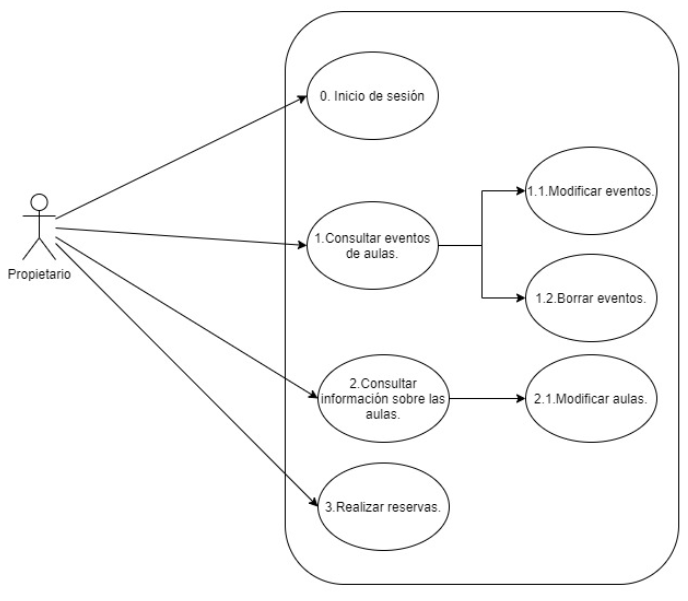 0. Inicio de sesión
1.1.Modificar eventos.
Propietario
1.Consultar eventos
de aulas.
1.2.Borrar eventos.
2.Consultar
información sobre las
aulas.
2.1.Modificar aulas.
3.Realizar reservas.